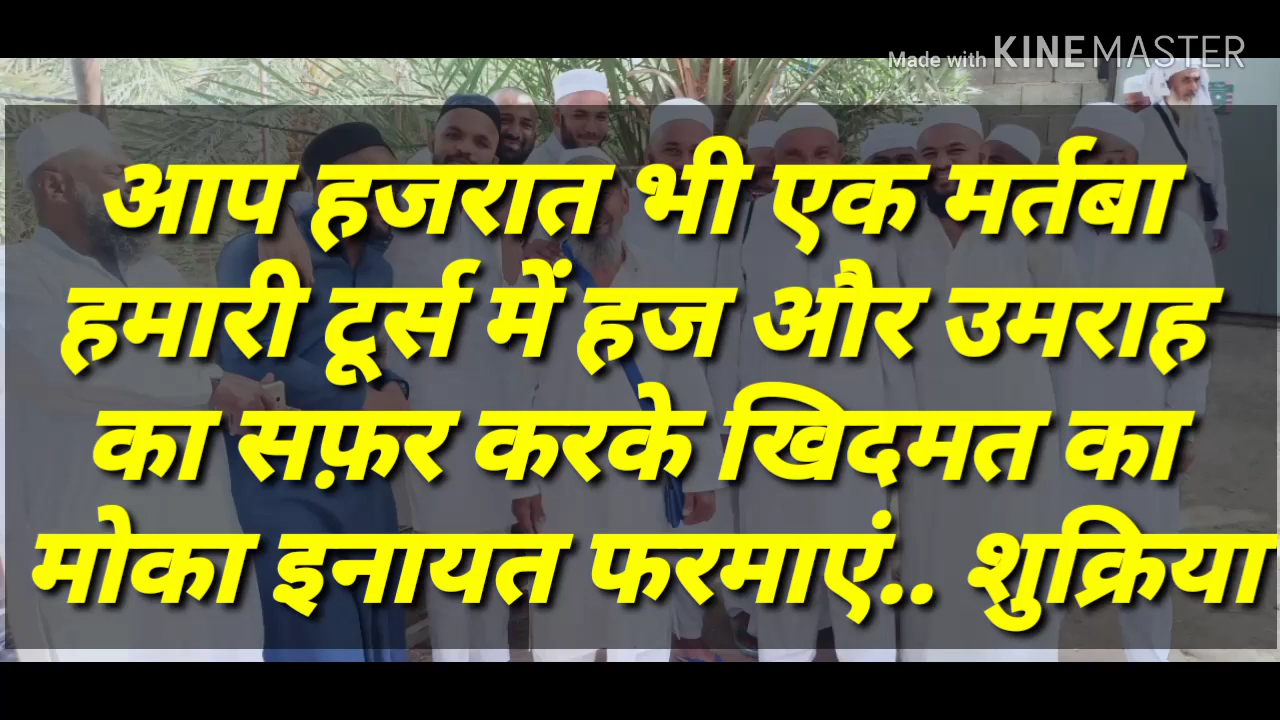 Made with KINEMASTER
आप हजरात भी एक मर्तबा
हमारी टूर्स में हज और उमराह
का सफ़र करके खिदमत का
मोका इनायत फरमाएं.. शुक्रिया